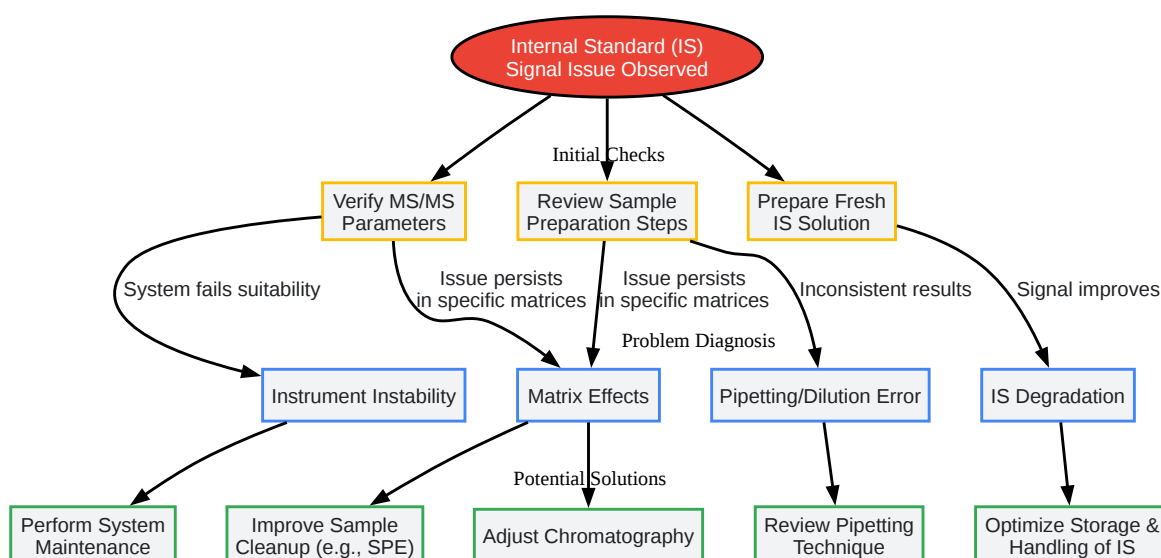 Internal Standard (IS)
Signal Issue Observed
Initial Checks
Verify MS/MS
Parameters
Review Sample
Preparation Steps
Prepare Fresh
IS Solution
System fails suitability
Issue persists
in specific matrices
Issue persists
in specific matrices
Inconsistent results
Signal improves
Problem Diagnosis
Instrument Instability
Matrix Effects
Pipetting/Dilution Error
IS Degradation
Potential Solutions
Perform System
Maintenance
Improve Sample
Cleanup (e.g., SPE)
Adjust Chromatography
Review Pipetting
Technique
Optimize Storage &
Handling of IS